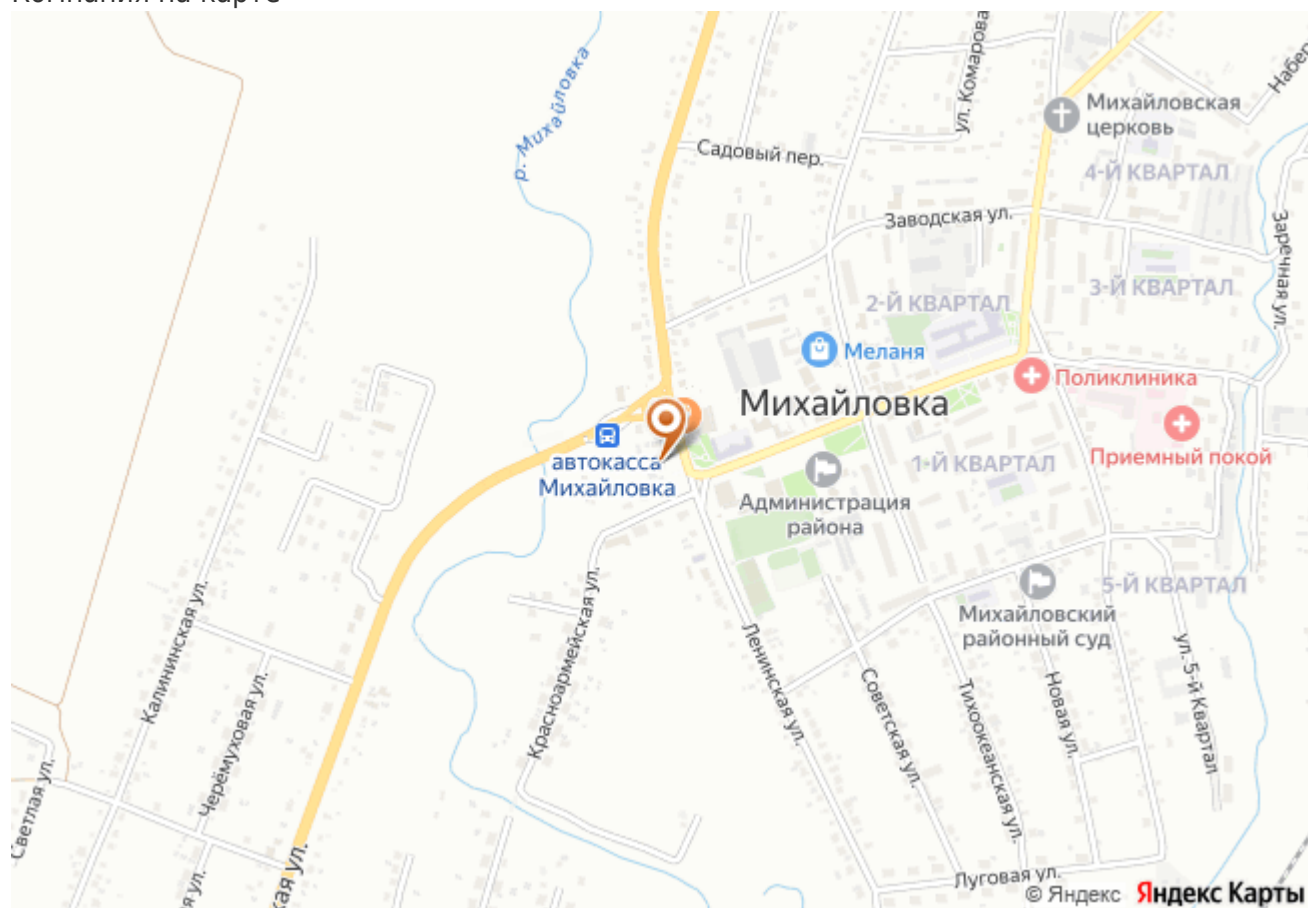 Компания на карте
р. Михайловка
ул. Комарова
Михайловская
церковь
Садовый пер.
4-Й КВАРТАЛ
Заводская ул.
Заречная ул.
3-Й КВАРТАЛ
2-Й КВАРТАЛ
Меланя
Поликлиника
Михайловка
Приемный покой
1-Й КВАРТАЛ
автокасса
Михайловка
Администрация
района
5-Й КВАРТАЛ
Михайловский
районный суд
Калининская ул.
Красноармейская ул.
Ленинская ул.
Советская ул.
Тихоокеанская ул.
Новая ул.
ул. 5-й Квартал
Черёмуховая ул.
Светлая ул.
Луговая ул.
© Яндекс Яндекс Карты